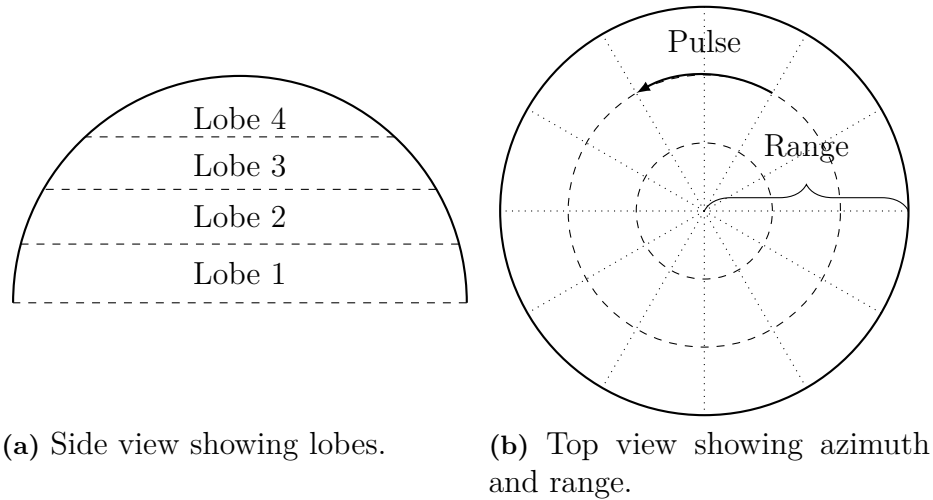 Lobe 4
Lobe 3
Lobe 2
Lobe 1
(a) Side view showing lobes.
Pulse
Range
(b) Top view showing azimuth
and range.